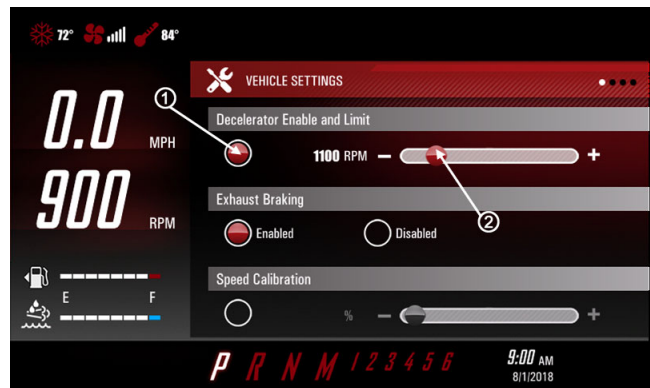 72° 84°
VEHICLE SETTINGS
1
Decelerator Enable and Limit
0.0 MPH
1100 RPM − +
900 RPM
Exhaust Braking
Enabled Disabled
2
Speed Calibration
E F
% − +
P R N M 1 2 3 4 5 6
9:00 AM
8/1/2018